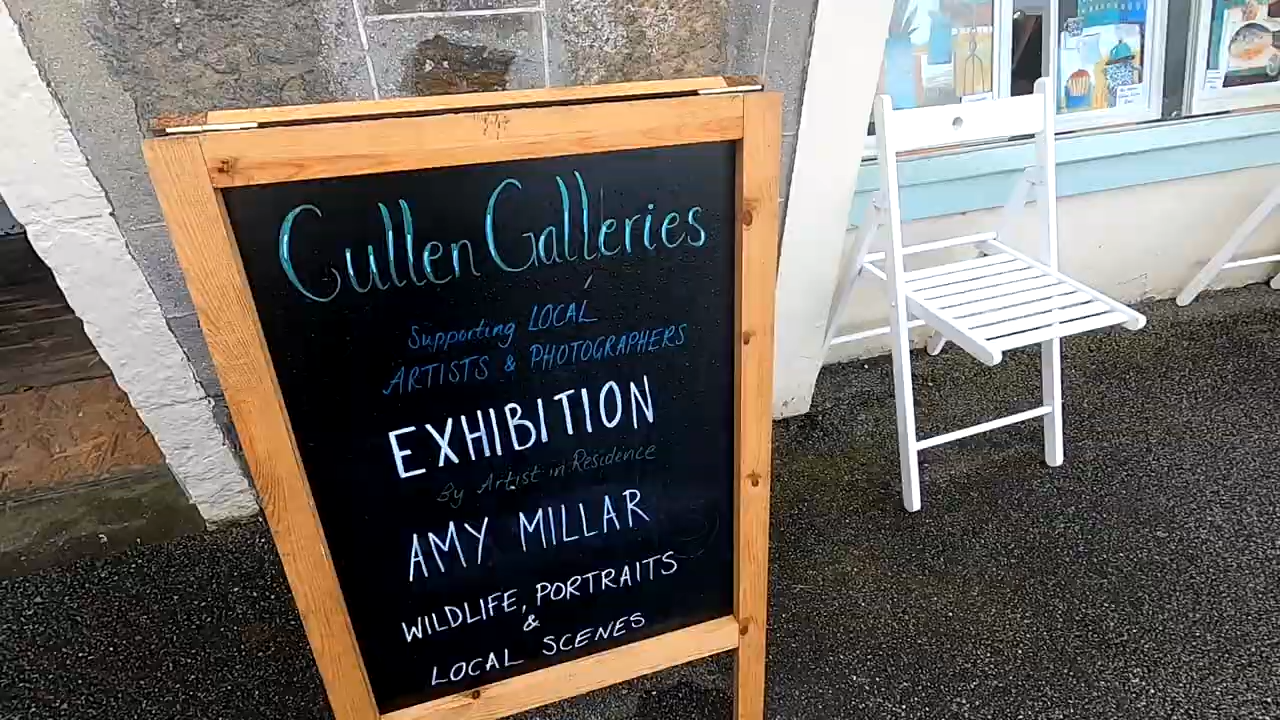 Cullen Galleries
Supporting LOCAL
ARTISTS & PHOTOGRAPHERS
EXHIBITION
By Artist in Residence
AMY MILLAR
WILDLIFE, PORTRAITS
&
LOCAL SCENES